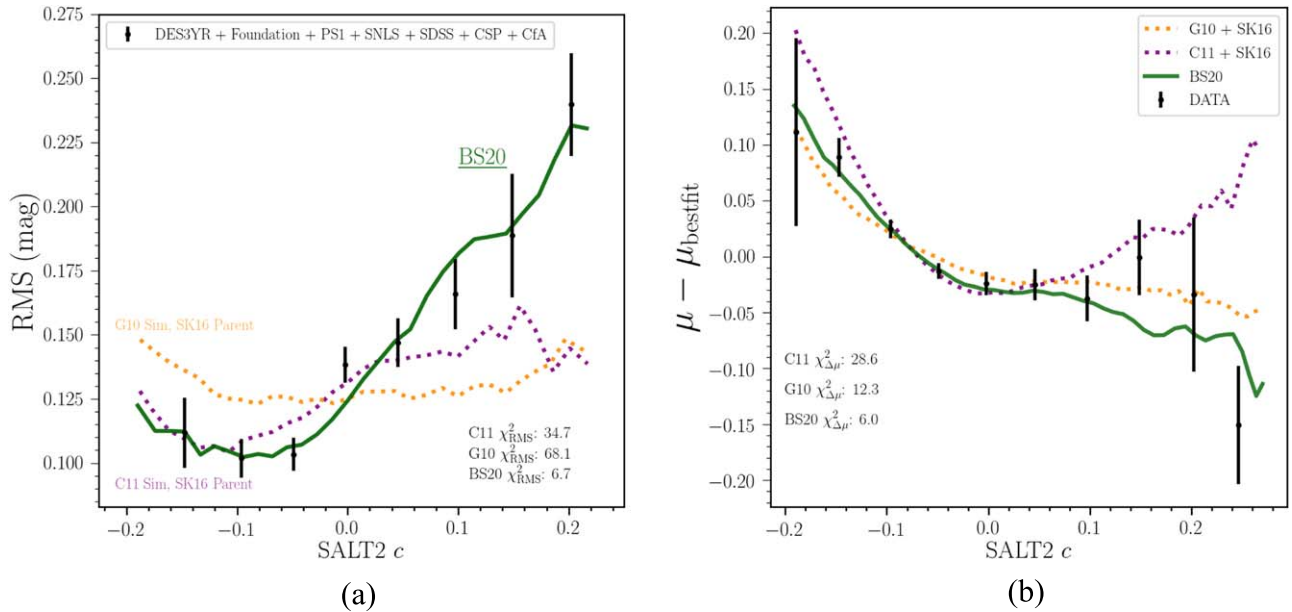 0.275
0.250
0.225
0.200
0.175
0.150
0.125
0.100
RMS (mag)
DES3YR + Foundation + PS1 + SNLS + SDSS + CSP + CfA
BS20
G10 Sim, SK16 Parent
C11 Sim, SK16 Parent
C11 χ²RMS: 34.7
G10 χ²RMS: 68.1
BS20 χ²RMS: 6.7
−0.2 −0.1 0.0 0.1 0.2
SALT2 c
(a)
0.20
0.15
0.10
0.05
0.00
−0.05
−0.10
−0.15
−0.20
μ − μbestfit
G10 + SK16
C11 + SK16
BS20
DATA
C11 χ²Δμ: 28.6
G10 χ²Δμ: 12.3
BS20 χ²Δμ: 6.0
−0.2 −0.1 0.0 0.1 0.2
SALT2 c
(b)